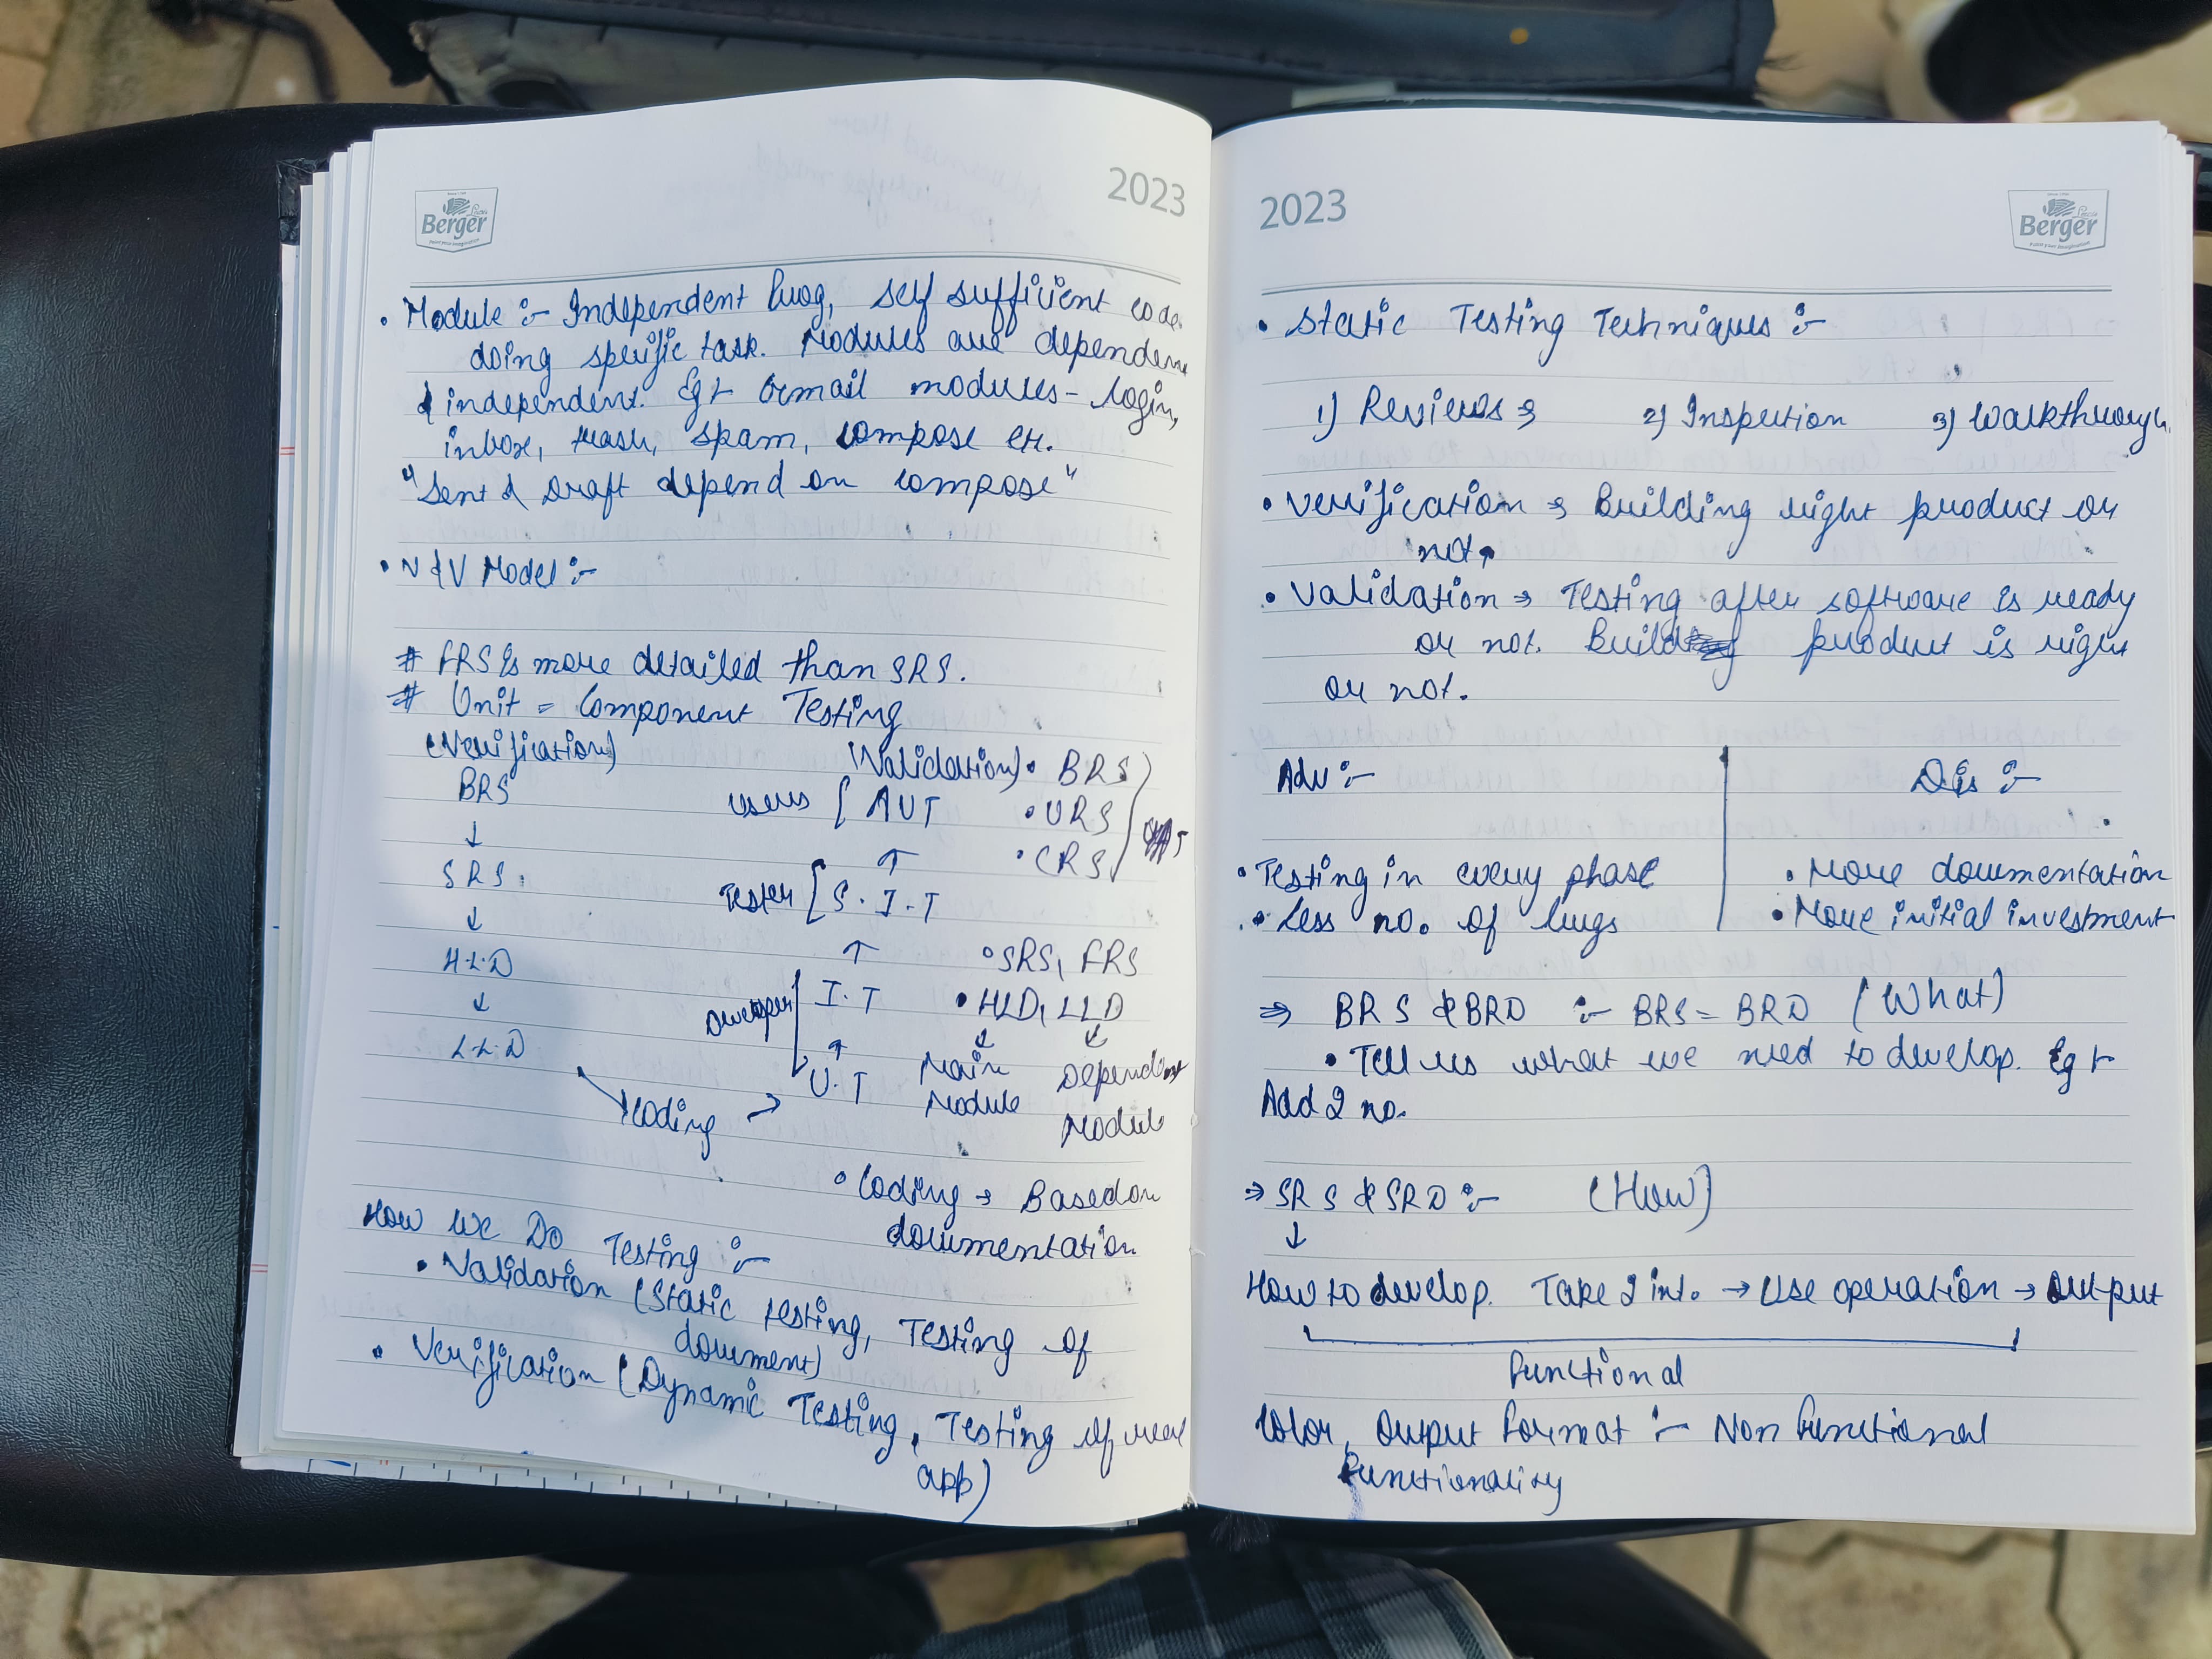 Berger
2023
• Module :- Independent Prog, self sufficient code
doing specific task. Modules are dependent
& independent. Eg:- Gmail modules - login,
inbox, trash, spam, compose etc.
"Sent & Draft depend on compose"
• V & V Model :-
# FRS is more detailed than SRS.
# Unit = Component Testing
(Verification) (Validation) • BRS
BRS users [ AUT • URS
↓ ↑ • CRS
SRS. Tester [ S.I.T
↓ ↑ • SRS, FRS
H.L.D Developer I.T • HLD, LLD
↓ ↑ ↓ ↓
L.L.D U.T Main Module Dependent Module
Coding →
• Coding → Based on
documentation
How We Do Testing :-
• Validation (Static testing, Testing of
document)
• Verification (Dynamic Testing, Testing of real
app)
2023
Berger
• Static Testing Techniques :-
1) Reviews → 2) Inspection 3) Walkthrough
• Verification → Building right product or
not.
• Validation → Testing after software is ready
or not. Build product is right
or not.
Adv :- Dis :-
• Testing in every phase • More documentation
• Less no. of bugs • More initial investment
⇒ BRS & BRD :- BRS = BRD (What)
• Tell us what we need to develop. Eg :-
Add 2 no.
⇒ SRS & SRD :- (How)
↓
How to develop. Take 2 int. → Use operation → Output
Functional
Color, Output Format :- Non Functional
Functionality